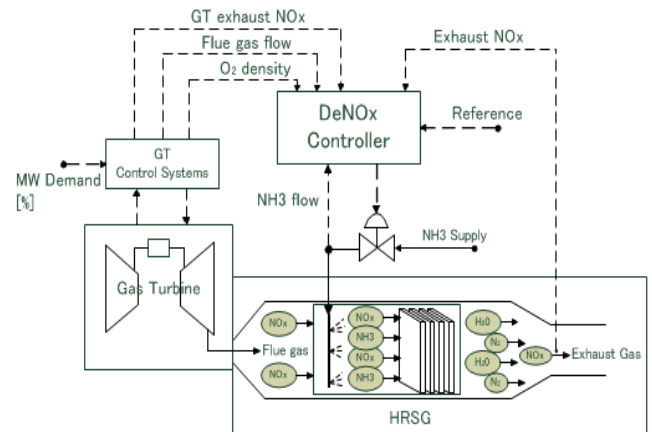 GT exhaust NOx
Flue gas flow
O₂ density
Exhaust NOx
DeNOx
Controller
Reference
GT
Control Systems
MW Demand
[%]
NH3 flow
NH3 Supply
Gas Turbine
NOx
NOx
Flue gas
NOx
NH3
NOx
NH3
H₂0
N₂
H₂0
N₂
NOx
Exhaust Gas
HRSG